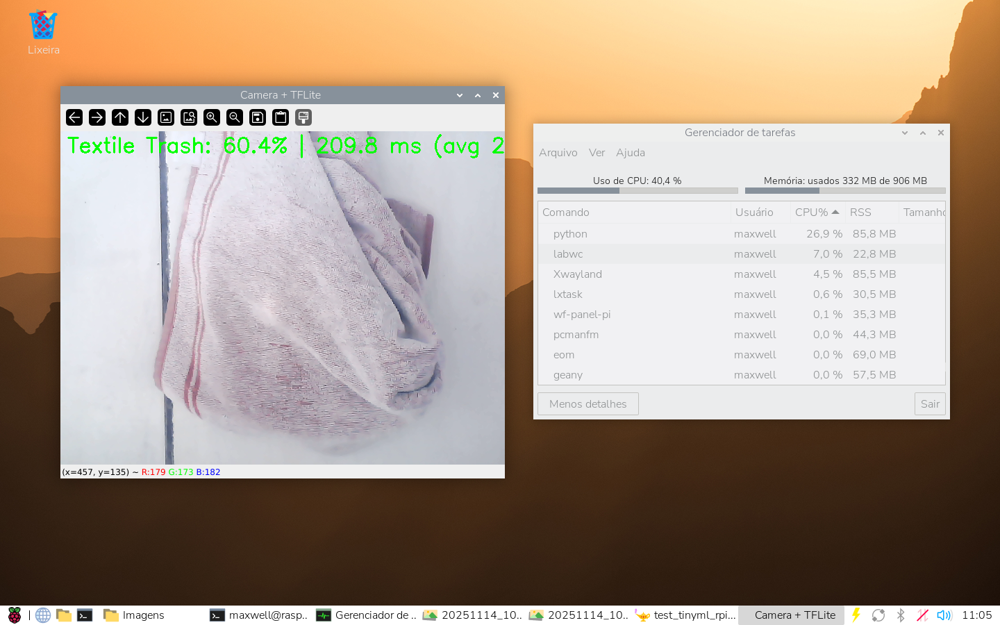 Lixeira
Camera + TFLite
Textile Trash: 60.4% | 209.8 ms (avg 2
(x=457, y=135) ~ R:179 G:173 B:182
Gerenciador de tarefas
Arquivo Ver Ajuda
Uso de CPU: 40,4 % Memória: usados 332 MB de 906 MB
Comando Usuário CPU% RSS Tamanho
python maxwell 26,9 % 85,8 MB
labwc maxwell 7,0 % 22,8 MB
Xwayland maxwell 4,5 % 85,5 MB
lxtask maxwell 0,6 % 30,5 MB
wf-panel-pi maxwell 0,1 % 35,3 MB
pcmanfm maxwell 0,0 % 44,3 MB
eom maxwell 0,0 % 69,0 MB
geany maxwell 0,0 % 57,5 MB
Menos detalhes Sair
Imagens maxwell@rasp.. Gerenciador de .. 20251114_10.. 20251114_10.. test_tinyml_rpi... Camera + TFLite 11:05